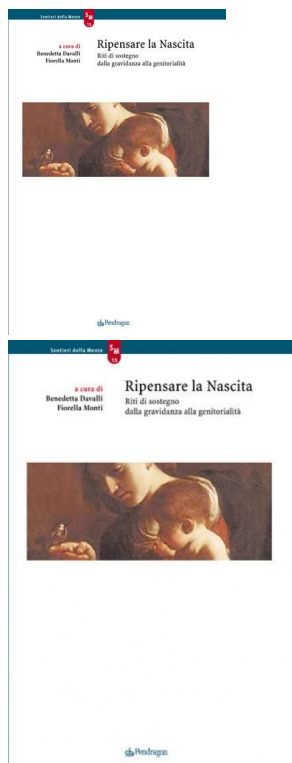 Sentieri della Mente
SM
13
a cura di
Benedetta Davalli
Fiorella Monti
Ripensare la Nascita
Riti di sostegno
dalla gravidanza alla genitorialità
Pendragon
Sentieri della Mente
SM
13
a cura di
Benedetta Davalli
Fiorella Monti
Ripensare la Nascita
Riti di sostegno
dalla gravidanza alla genitorialità
Pendragon